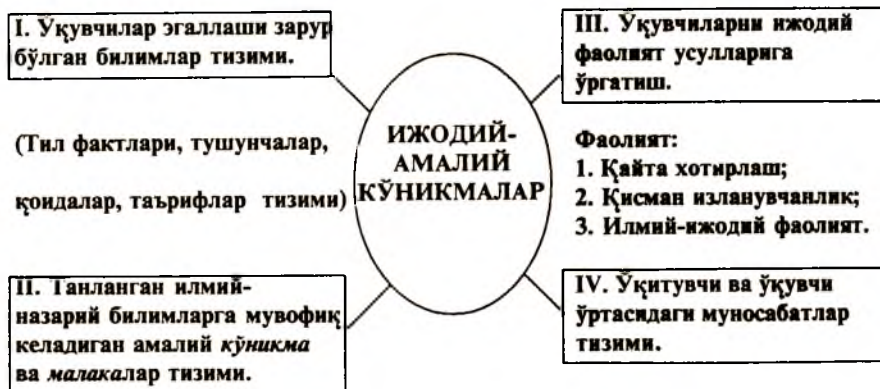 I. Ўқувчилар эгаллаши зарур
бўлган билимлар тизими.
(Тил фактлари, тушунчалар,
қоидалар, таърифлар тизими)
II. Танланган илмий-
назарий билимларга мувофиқ
келадиган амалий кўникма
ва малакалар тизими.
ИЖОДИЙ-
АМАЛИЙ
КЎНИКМАЛАР
III. Ўқувчиларни ижодий
фаолият усулларига
ўргатиш.
Фаолият:
1. Қайта хотирлаш;
2. Қисман изланувчанлик;
3. Илмий-ижодий фаолият.
IV. Ўқитувчи ва ўқувчи
ўртасидаги муносабатлар
тизими.